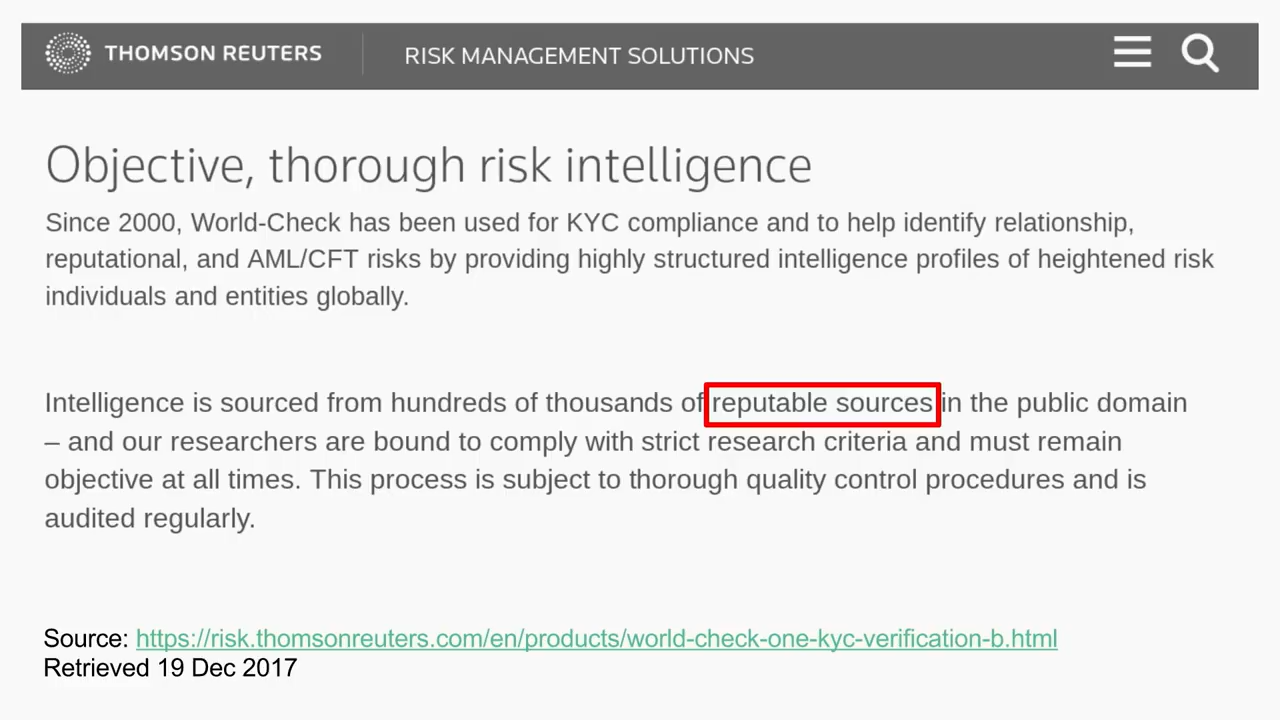 THOMSON REUTERS
RISK MANAGEMENT SOLUTIONS
Objective, thorough risk intelligence
Since 2000, World-Check has been used for KYC compliance and to help identify relationship,
reputational, and AML/CFT risks by providing highly structured intelligence profiles of heightened risk
individuals and entities globally.
Intelligence is sourced from hundreds of thousands of reputable sources in the public domain
– and our researchers are bound to comply with strict research criteria and must remain
objective at all times. This process is subject to thorough quality control procedures and is
audited regularly.
Source: https://risk.thomsonreuters.com/en/products/world-check-one-kyc-verification-b.html
Retrieved 19 Dec 2017